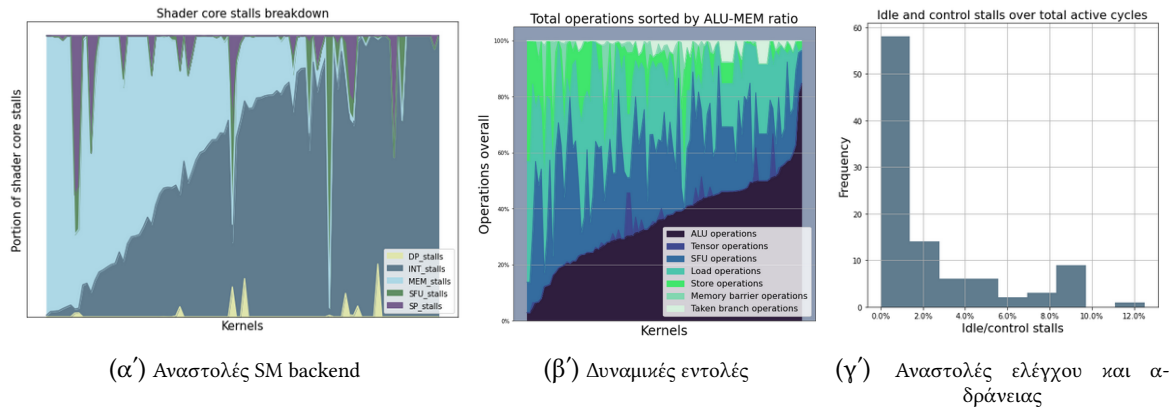 Shader core stalls breakdown
Portion of shader core stalls
DP_stalls
INT_stalls
MEM_stalls
SFU_stalls
SP_stalls
Kernels
(α′) Αναστολές SM backend
Total operations sorted by ALU-MEM ratio
Operations overall
100%
80%
60%
40%
20%
0%
ALU operations
Tensor operations
SFU operations
Load operations
Store operations
Memory barrier operations
Taken branch operations
Kernels
(β′) Δυναμικές εντολές
Idle and control stalls over total active cycles
Frequency
60
50
40
30
20
10
0
0.0% 2.0% 4.0% 6.0% 8.0% 10.0% 12.0%
Idle/control stalls
(γ′) Αναστολές ελέγχου και α-
δράνειας